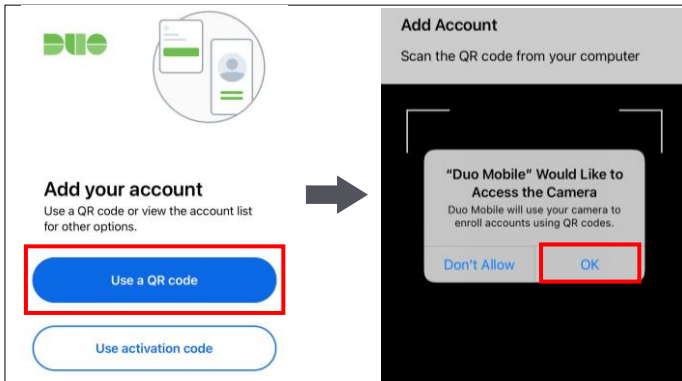 DUO
Add your account
Use a QR code or view the account list
for other options.
Use a QR code
Use activation code
Add Account
Scan the QR code from your computer
“Duo Mobile” Would Like to
Access the Camera
Duo Mobile will use your camera to
enroll accounts using QR codes.
Don't Allow
OK